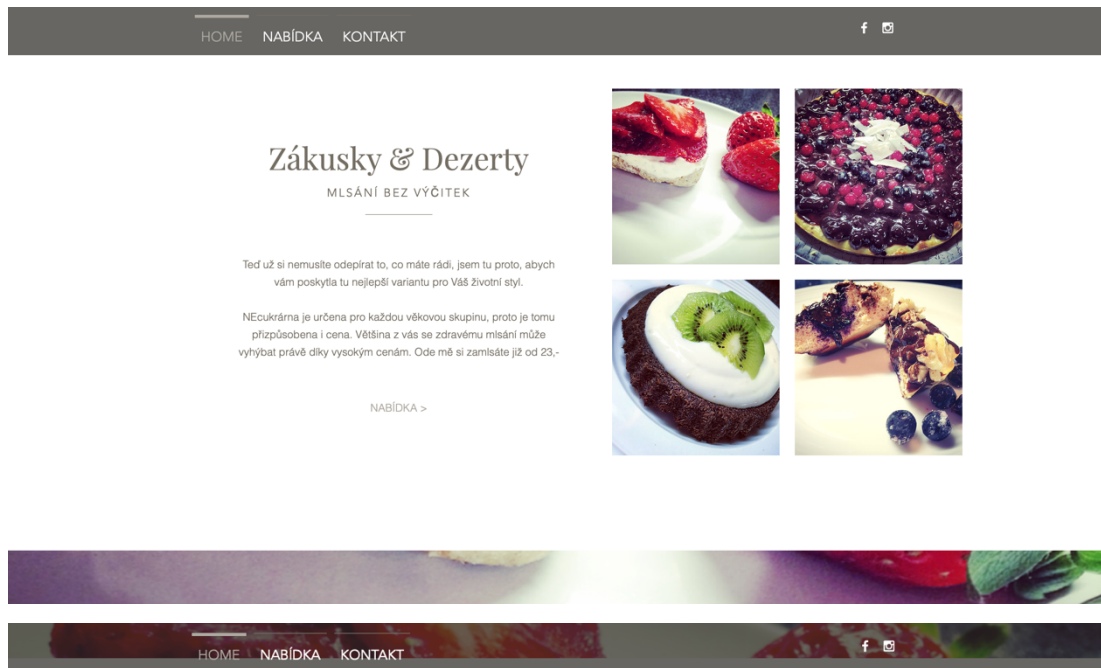 HOME NABÍDKA KONTAKT
Zákusky & Dezerty
MLSÁNÍ BEZ VÝČITEK
Teď už si nemusíte odepírat to, co máte rádi, jsem tu proto, abych
vám poskytla tu nejlepší variantu pro Váš životní styl.
NEcukrárna je určena pro každou věkovou skupinu, proto je tomu
přizpůsobena i cena. Většina z vás se zdravému mlsání může
vyhýbat právě díky vysokým cenám. Ode mě si zamlsáte již od 23,-
NABÍDKA >
HOME NABÍDKA KONTAKT